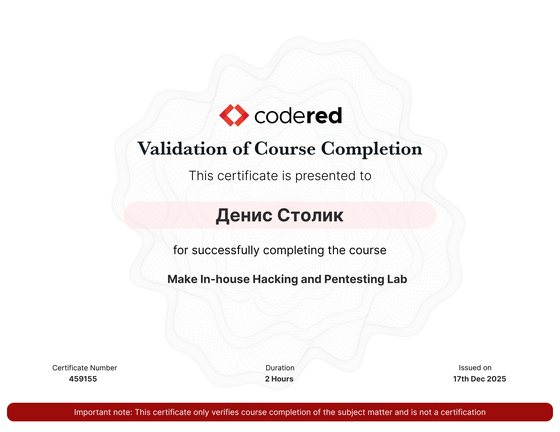 codered
Validation of Course Completion
This certificate is presented to
Денис Столик
for successfully completing the course
Make In-house Hacking and Pentesting Lab
Certificate Number
459155
Duration
2 Hours
Issued on
17th Dec 2025
Important note: This certificate only verifies course completion of the subject matter and is not a certification